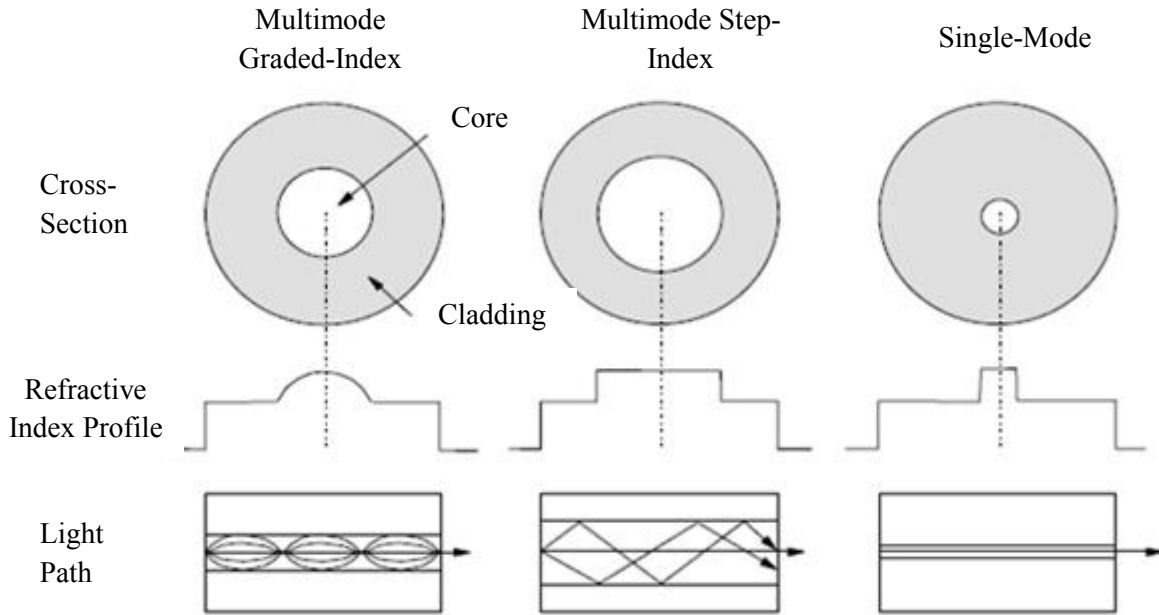 Multimode
Graded-Index
Multimode Step-
Index
Single-Mode
Core
Cross-
Section
Cladding
Refractive
Index Profile
Light
Path